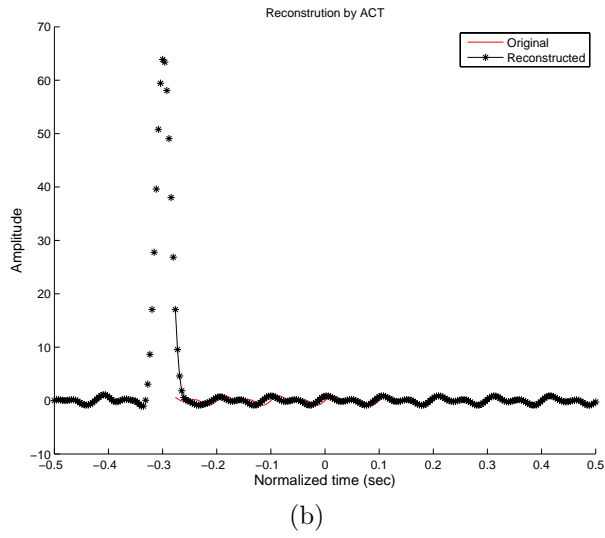 Reconstrution by ACT
Original
Reconstructed
70
60
50
40
30
20
10
0
−10
Amplitude
−0.5 −0.4 −0.3 −0.2 −0.1 0 0.1 0.2 0.3 0.4 0.5
Normalized time (sec)
(b)